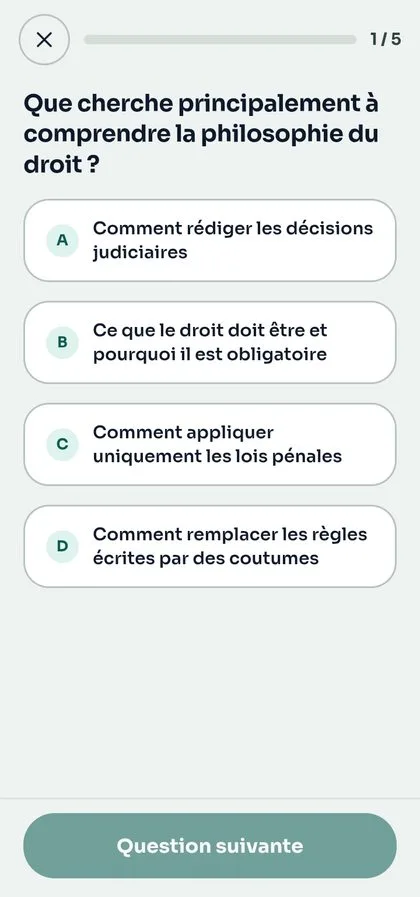 1 / 5
Que cherche principalement à
comprendre la philosophie du
droit ?
A
Comment rédiger les décisions
judiciaires
B
Ce que le droit doit être et
pourquoi il est obligatoire
C
Comment appliquer
uniquement les lois pénales
D
Comment remplacer les règles
écrites par des coutumes
Question suivante